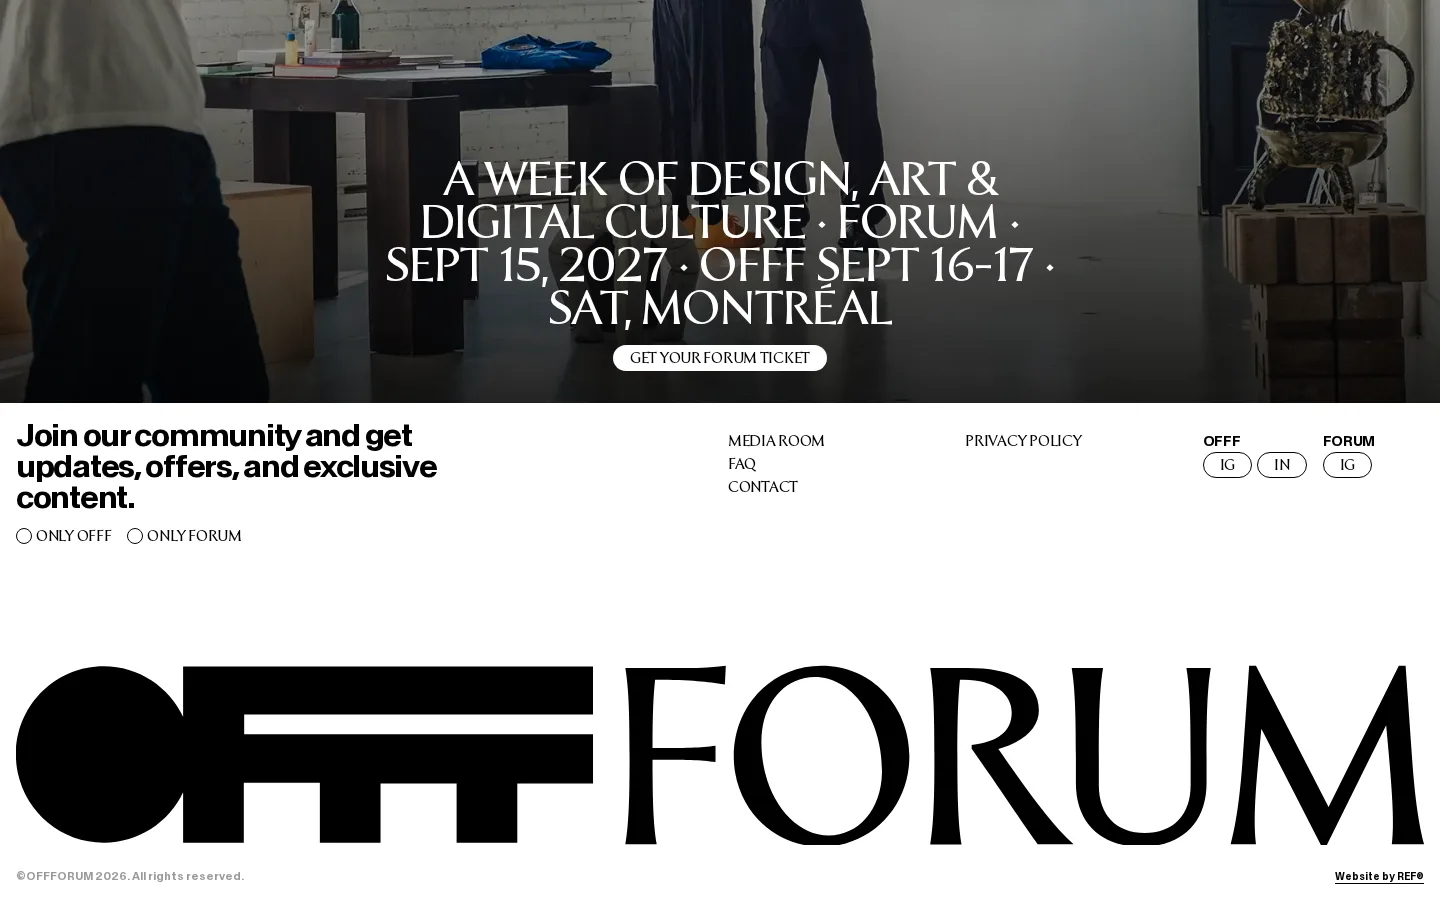 A WEEK OF DESIGN, ART &
DIGITAL CULTURE · FORUM ·
SEPT 15, 2027 · OFFF SEPT 16-17 ·
SAT, MONTRÉAL
GET YOUR FORUM TICKET
Join our community and get
updates, offers, and exclusive
content.
ONLY OFFF
ONLY FORUM
MEDIA ROOM
FAQ
CONTACT
PRIVACY POLICY
OFFF
IG
IN
FORUM
IG
OFFF FORUM
©OFFFORUM 2026. All rights reserved.
Website by REF®